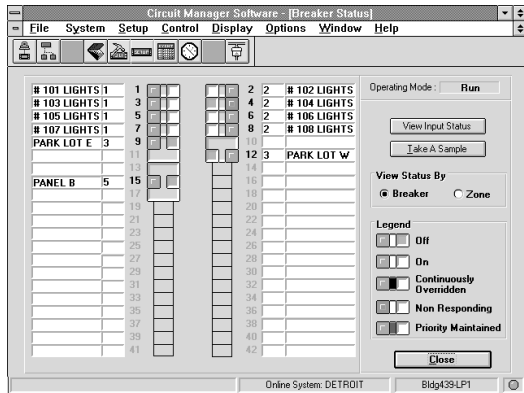 Circuit Manager Software - [Breaker Status]
File System Setup Control Display Options Window Help
# 101 LIGHTS 1 1 2 2 # 102 LIGHTS
# 103 LIGHTS 1 3 4 2 # 104 LIGHTS
# 105 LIGHTS 1 5 6 2 # 106 LIGHTS
# 107 LIGHTS 1 7 8 2 # 108 LIGHTS
PARK LOT E 3 9 10
11 12 3 PARK LOT W
13 14
PANEL B 5 15 16
17 18
19 20
21 22
23 24
25 26
27 28
29 30
31 32
33 34
35 36
37 38
39 40
41 42
Operating Mode : Run
View Input Status
Take A Sample
View Status By
Breaker Zone
Legend
Off
On
Continuously
Overridden
Non Responding
Priority Maintained
Close
Online System: DETROIT Bldg439-LP1